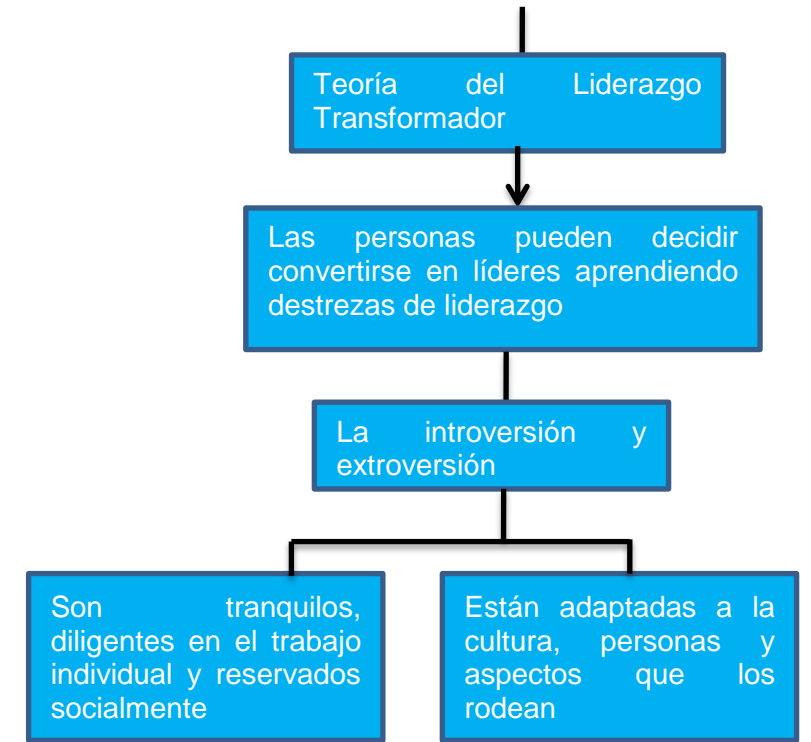 Teoría del Liderazgo
Transformador
Las personas pueden decidir
convertirse en líderes aprendiendo
destrezas de liderazgo
La introversión y
extroversión
Son tranquilos,
diligentes en el trabajo
individual y reservados
socialmente
Están adaptadas a la
cultura, personas y
aspectos que los
rodean